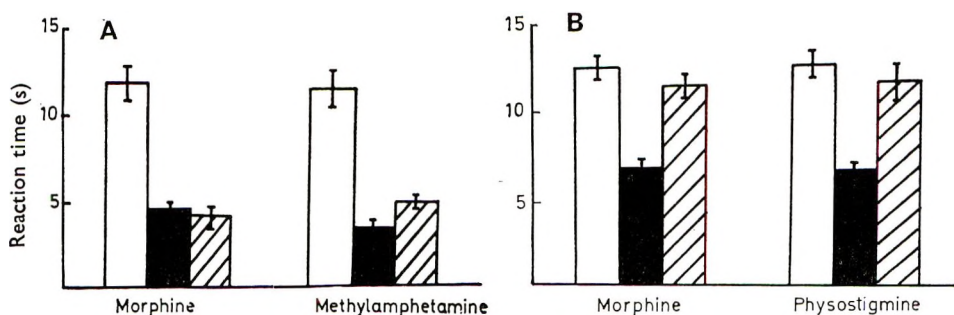 A
B
Reaction time (s)
15
10
5
15
10
5
Morphine
Methylamphetamine
Morphine
Physostigmine